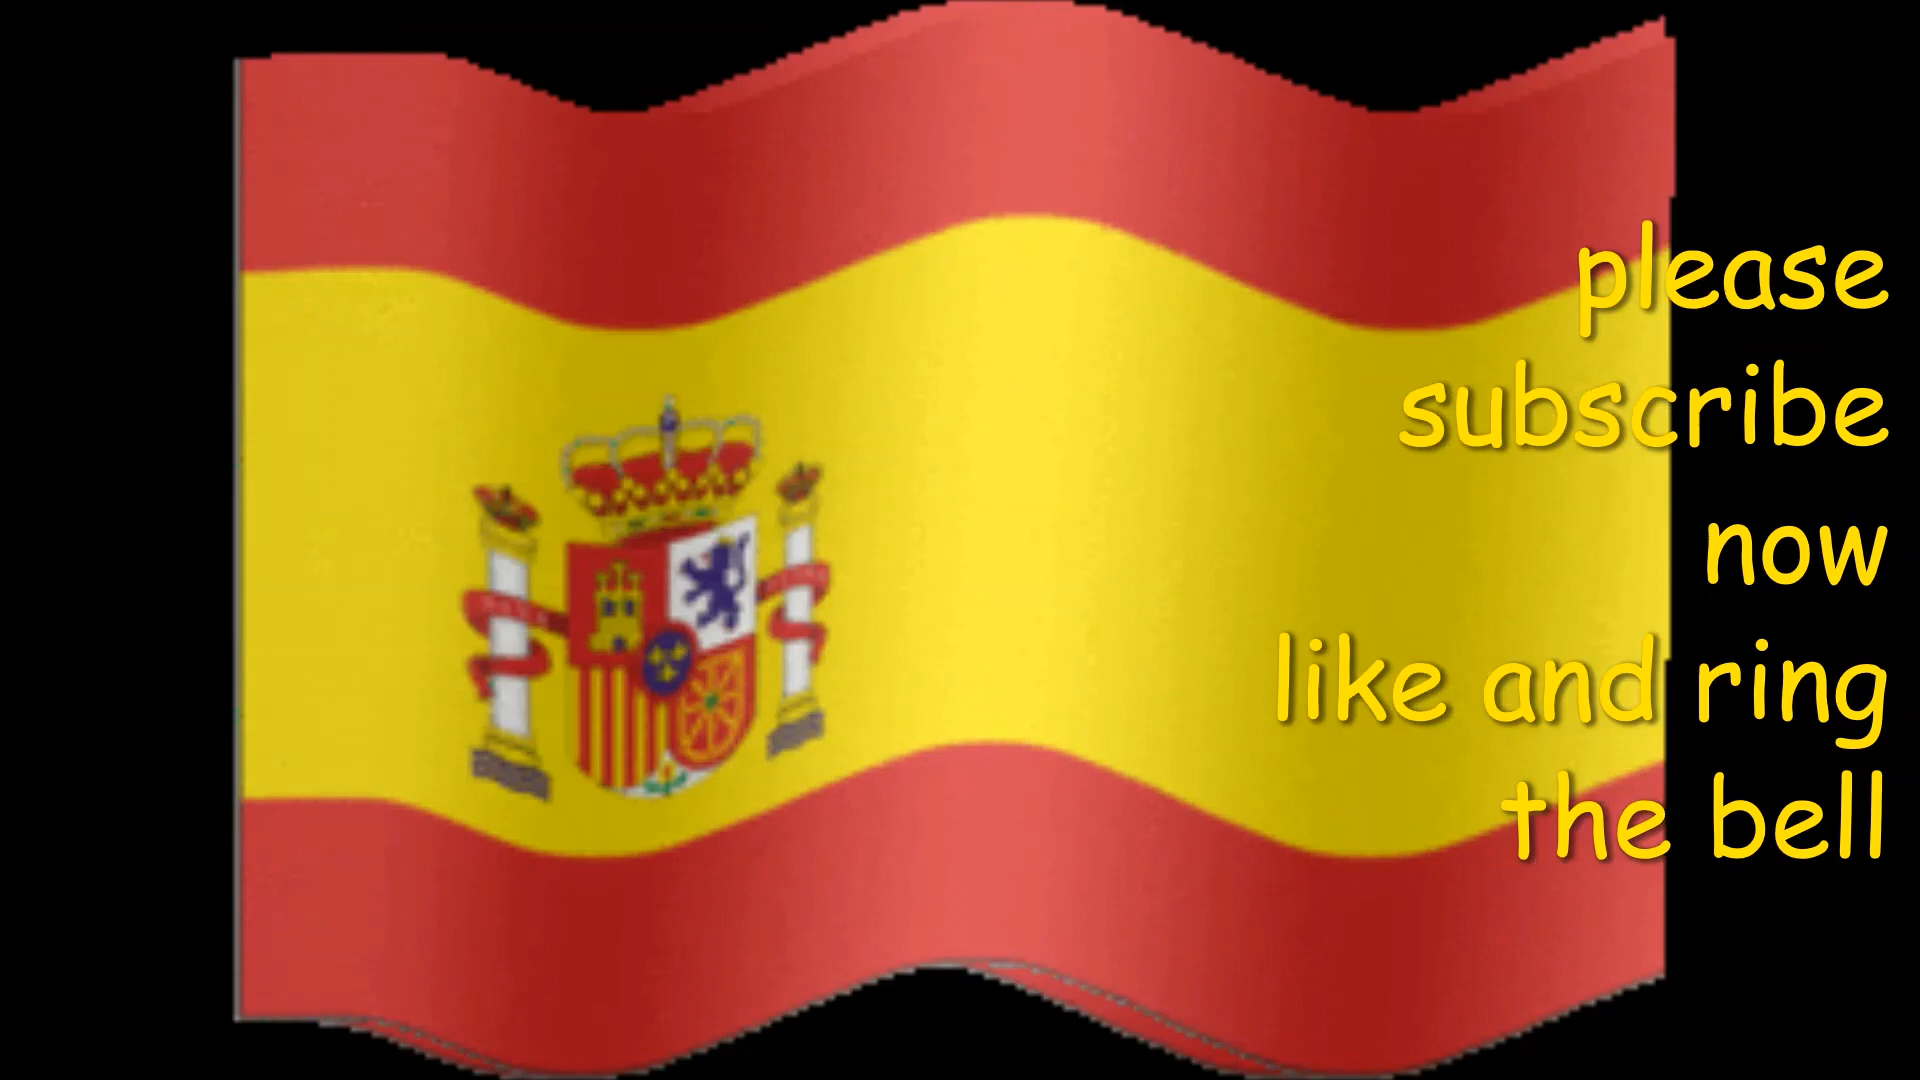 please
subscribe
now
like and ring
the bell